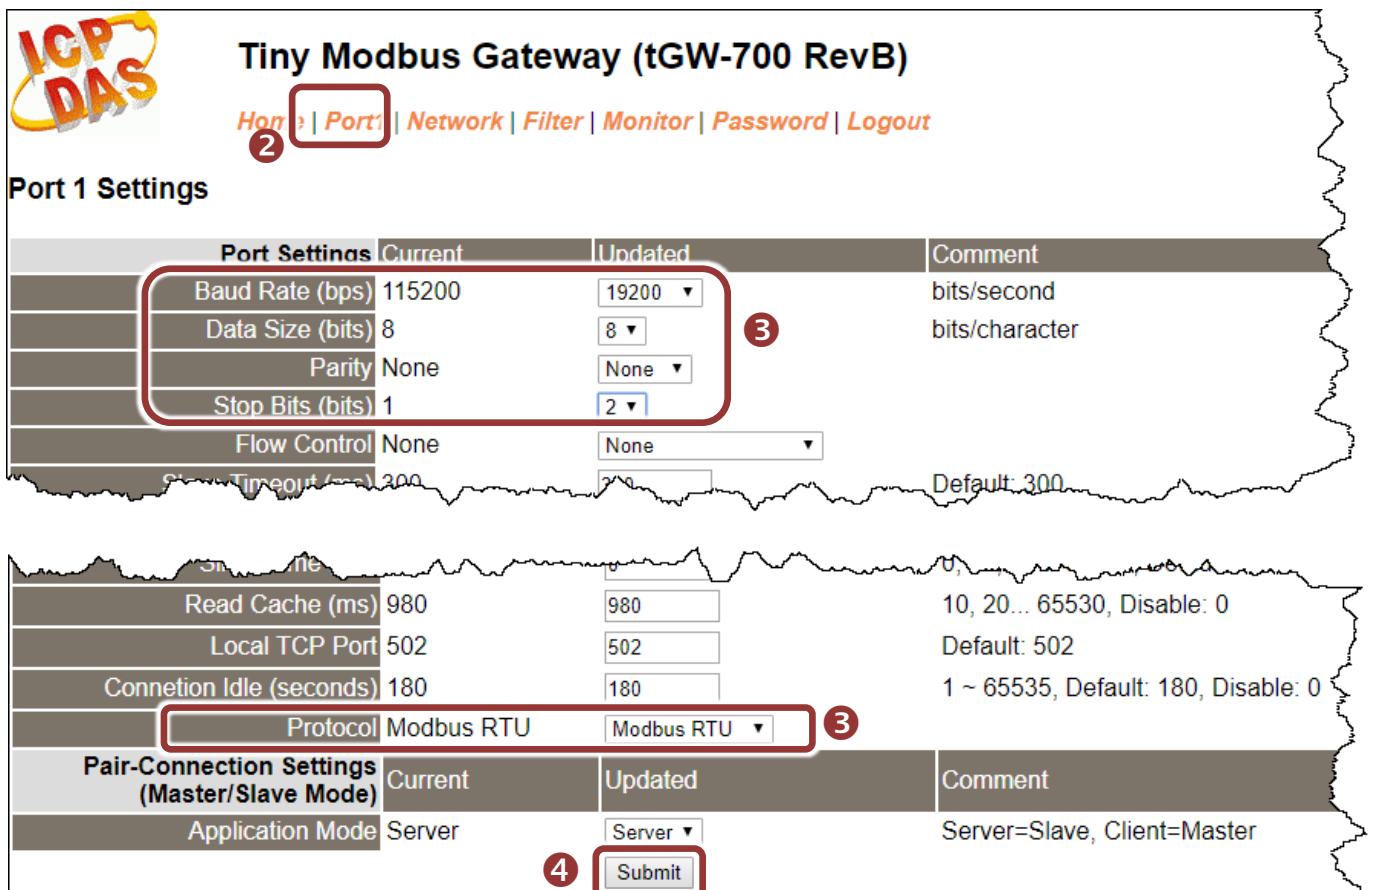 ICP
DAS
Tiny Modbus Gateway (tGW-700 RevB)
Home | Port1 | Network | Filter | Monitor | Password | Logout
2
Port 1 Settings
Port Settings Current Updated Comment
Baud Rate (bps) 115200 19200 bits/second
Data Size (bits) 8 8 bits/character
3
Parity None None
Stop Bits (bits) 1 2
Flow Control None None
Timeout (ms) 300 Default: 300
Read Cache (ms) 980 980 10, 20... 65530, Disable: 0
Local TCP Port 502 502 Default: 502
Connetion Idle (seconds) 180 180 1 ~ 65535, Default: 180, Disable: 0
Protocol Modbus RTU Modbus RTU 3
Pair-Connection Settings
(Master/Slave Mode) Current Updated Comment
Application Mode Server Server Server=Slave, Client=Master
4 Submit